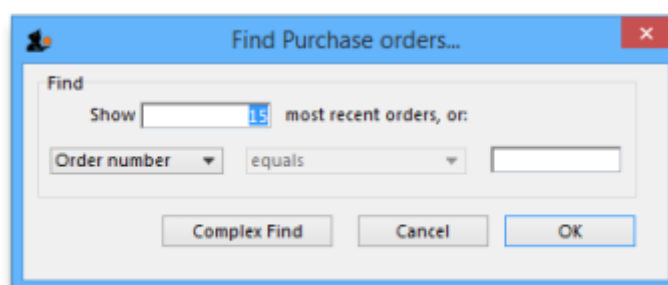 Find Purchase orders...
Find
Show 15 most recent orders, or:
Order number equals
Complex Find Cancel OK